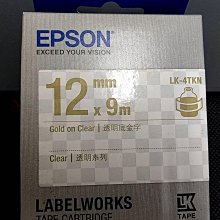 EPSON
EXCEED YOUR VISION
LK-4TKN
12 mm x 9m
Gold on Clear | 透明底金字
Clear | 透明系列
LABELWORKS
TAPE CARTRIDGE
LK
TAPE